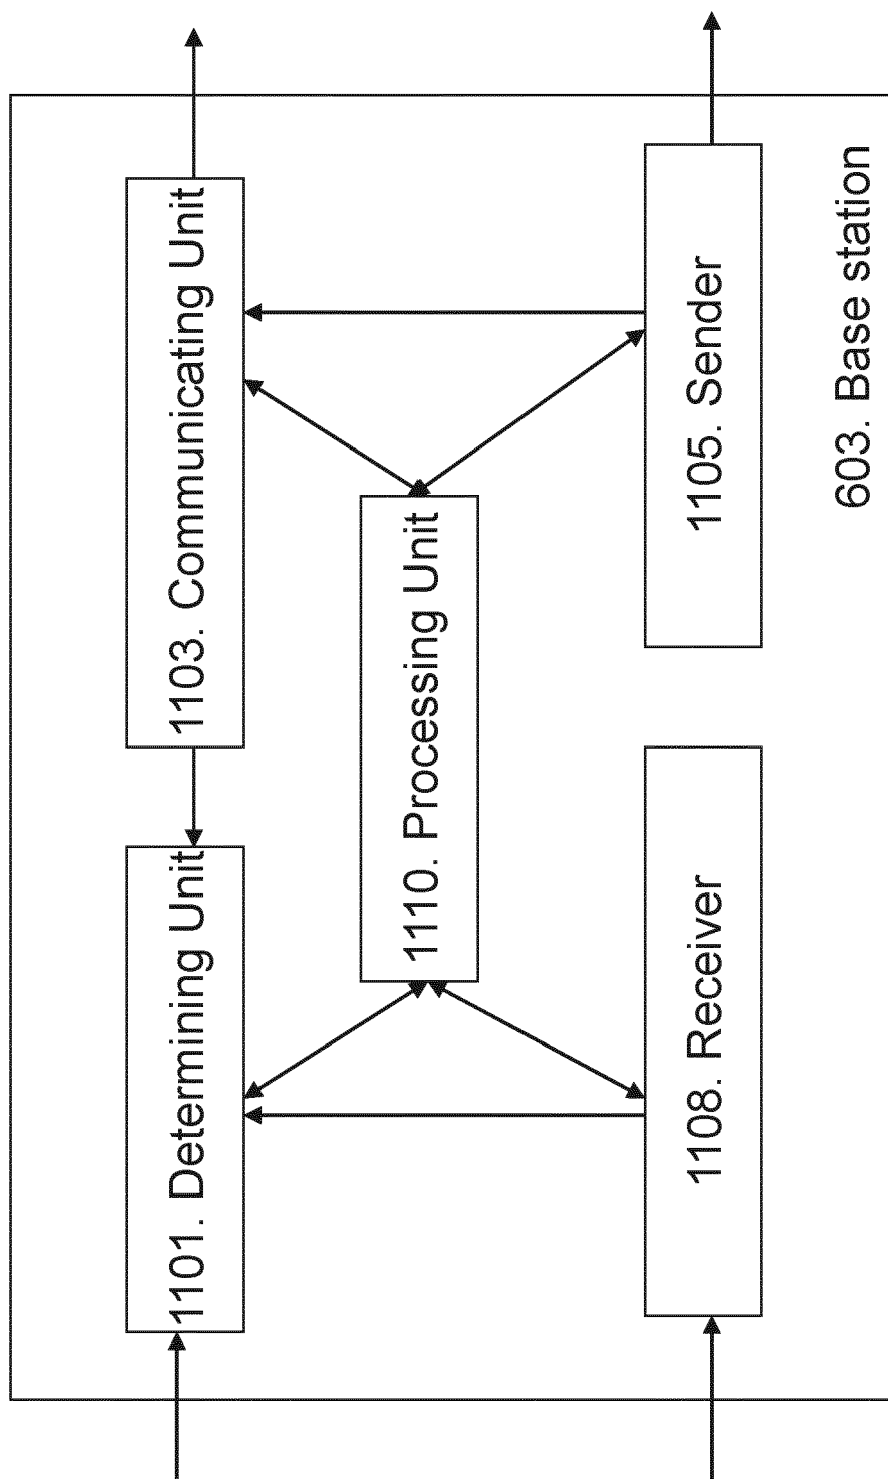 1101. Determining Unit
1103. Communicating Unit
1110. Processing Unit
1108. Receiver
1105. Sender
603. Base station